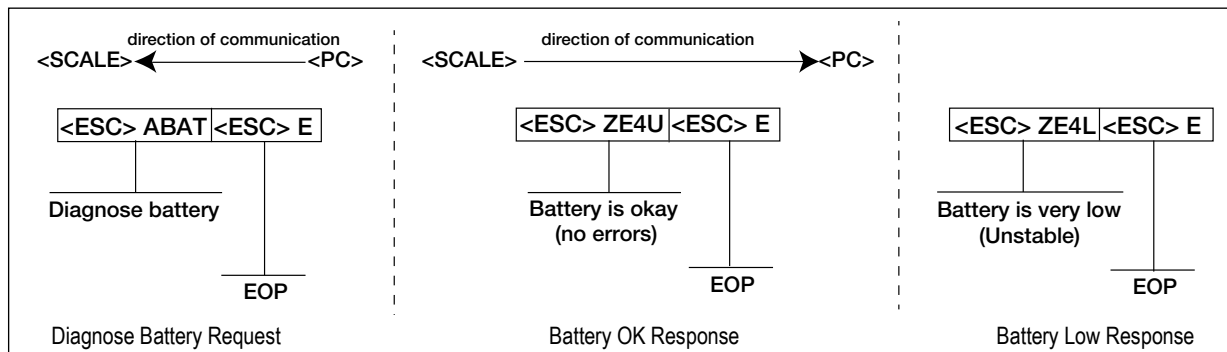 direction of communication
<SCALE> <PC>
<ESC> ABAT <ESC> E
Diagnose battery
EOP
Diagnose Battery Request
direction of communication
<SCALE> <PC>
<ESC> ZE4U <ESC> E
Battery is okay
(no errors)
EOP
Battery OK Response
<ESC> ZE4L <ESC> E
Battery is very low
(Unstable)
EOP
Battery Low Response